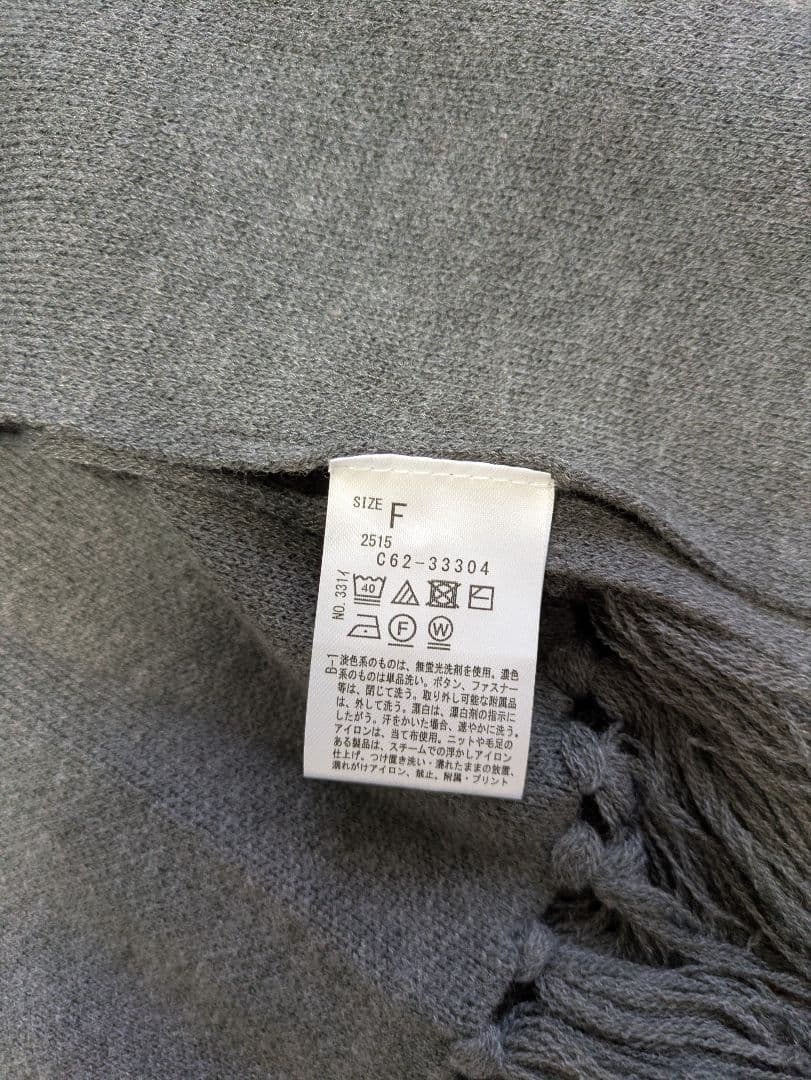 SIZE F
2515
C62-33304
NO. 331イ
40
F
W
B-1
淡色系のものは、無蛍光洗剤を使用。濃色
系のものは単品洗い。ボタン、ファスナー
等は、閉じて洗う。取り外し可能な附属品
は、外して洗う。漂白は、漂白剤の指示に
したがう。汗をかいた場合、速やかに洗う。
アイロンは、当て布使用。ニットや毛足の
ある製品は、スチームでの浮かしアイロン
仕上げ。つけ置き洗い・濡れたままの放置、
濡れがけアイロン、禁止。附属・プリント